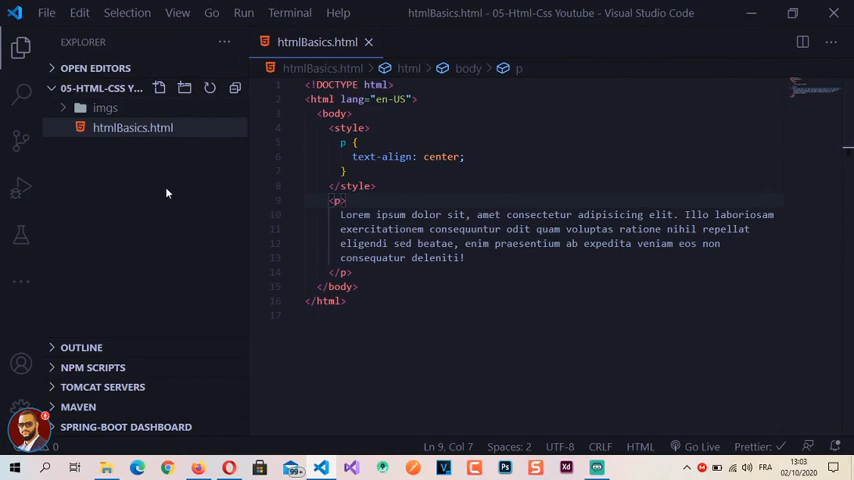 File Edit Selection View Go Run Terminal Help htmlBasics.html - 05-Html-Css Youtube - Visual Studio Code
EXPLORER
OPEN EDITORS
05-HTML-CSS Y...
imgs
htmlBasics.html
OUTLINE
NPM SCRIPTS
TOMCAT SERVERS
MAVEN
SPRING-BOOT DASHBOARD
htmlBasics.html
htmlBasics.html > html > body > p
1 <!DOCTYPE html>
2 <html lang="en-US">
3 <body>
4 <style>
5 p {
6 text-align: center;
7 }
8 </style>
9 <p>
10 Lorem ipsum dolor sit, amet consectetur adipisicing elit. Illo laboriosam
11 exercitationem consequuntur odit quam voluptas ratione nihil repellat
12 eligendi sed beatae, enim praesentium ab expedita veniam eos non
13 consequatur deleniti!
14 </p>
15 </body>
16 </html>
17
0 Ln 9, Col 7 Spaces: 2 UTF-8 CRLF HTML Go Live Prettier: ✓
99+ V Ps S Xd FRA 13:03
02/10/2020